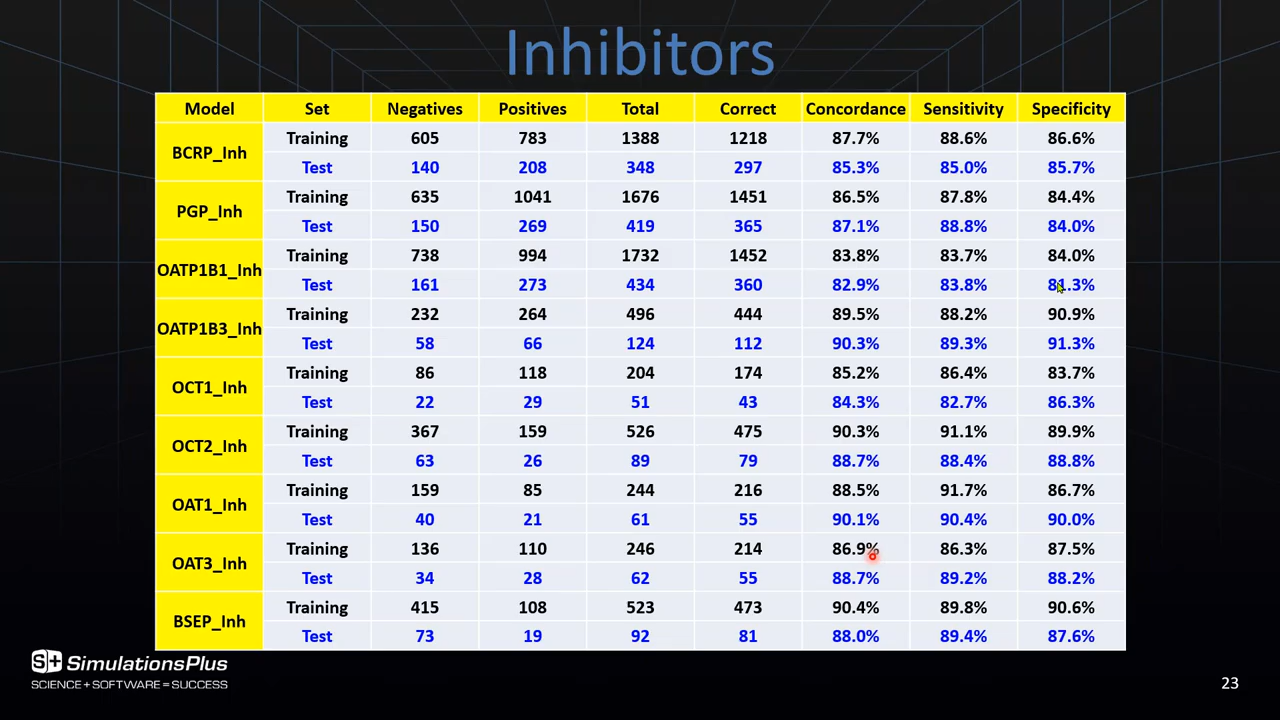 Inhibitors
Model Set Negatives Positives Total Correct Concordance Sensitivity Specificity
BCRP_Inh Training 605 783 1388 1218 87.7% 88.6% 86.6%
Test 140 208 348 297 85.3% 85.0% 85.7%
PGP_Inh Training 635 1041 1676 1451 86.5% 87.8% 84.4%
Test 150 269 419 365 87.1% 88.8% 84.0%
OATP1B1_Inh Training 738 994 1732 1452 83.8% 83.7% 84.0%
Test 161 273 434 360 82.9% 83.8% 81.3%
OATP1B3_Inh Training 232 264 496 444 89.5% 88.2% 90.9%
Test 58 66 124 112 90.3% 89.3% 91.3%
OCT1_Inh Training 86 118 204 174 85.2% 86.4% 83.7%
Test 22 29 51 43 84.3% 82.7% 86.3%
OCT2_Inh Training 367 159 526 475 90.3% 91.1% 89.9%
Test 63 26 89 79 88.7% 88.4% 88.8%
OAT1_Inh Training 159 85 244 216 88.5% 91.7% 86.7%
Test 40 21 61 55 90.1% 90.4% 90.0%
OAT3_Inh Training 136 110 246 214 86.9% 86.3% 87.5%
Test 34 28 62 55 88.7% 89.2% 88.2%
BSEP_Inh Training 415 108 523 473 90.4% 89.8% 90.6%
Test 73 19 92 81 88.0% 89.4% 87.6%
S+ SimulationsPlus
SCIENCE + SOFTWARE = SUCCESS
23